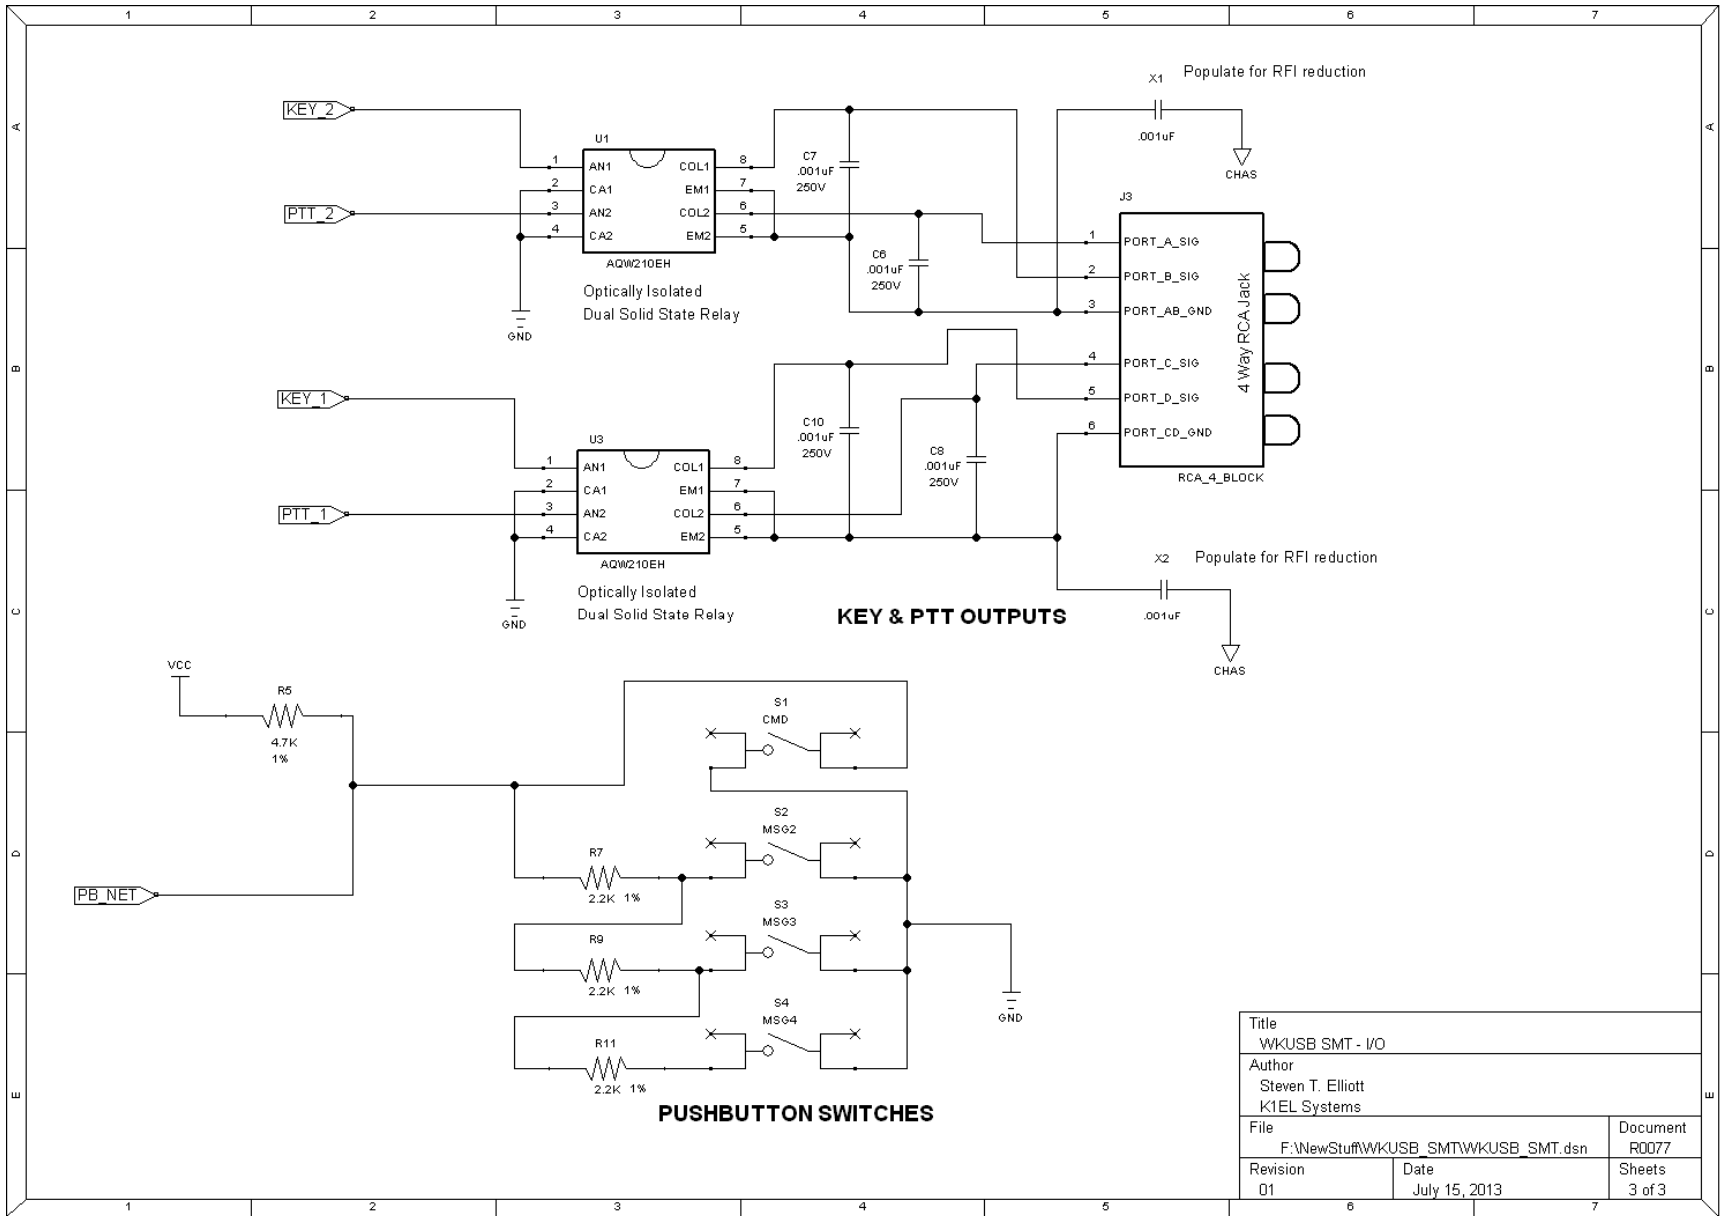 1 2 3 4 5 6 7
A A
B B
C C
D D
E E
X1 Populate for RFI reduction
.001uF
CHAS
KEY_2
PTT_2
U1
1 AN1 COL1 8
2 CA1 EM1 7
3 AN2 COL2 6
4 CA2 EM2 5
AQW210EH
Optically Isolated
Dual Solid State Relay
GND
C7
.001uF
250V
C6
.001uF
250V
J3
1 PORT_A_SIG
2 PORT_B_SIG
3 PORT_AB_GND
4 PORT_C_SIG
5 PORT_D_SIG
6 PORT_CD_GND
4 Way RCA Jack
RCA_4_BLOCK
KEY_1
PTT_1
U3
1 AN1 COL1 8
2 CA1 EM1 7
3 AN2 COL2 6
4 CA2 EM2 5
AQW210EH
Optically Isolated
Dual Solid State Relay
GND
C10
.001uF
250V
C8
.001uF
250V
X2 Populate for RFI reduction
.001uF
CHAS
KEY & PTT OUTPUTS
VCC
R5
4.7K
1%
PB_NET
S1
CMD
S2
MSG2
R7
2.2K 1%
S3
MSG3
R9
2.2K 1%
S4
MSG4
R11
2.2K 1%
GND
PUSHBUTTON SWITCHES
Title
WKUSB SMT - I/O
Author
Steven T. Elliott
K1EL Systems
File
F:\NewStuff\WKUSB_SMT\WKUSB_SMT.dsn
Document
R0077
Revision
01
Date
July 15, 2013
Sheets
3 of 3
1 2 3 4 5 6 7